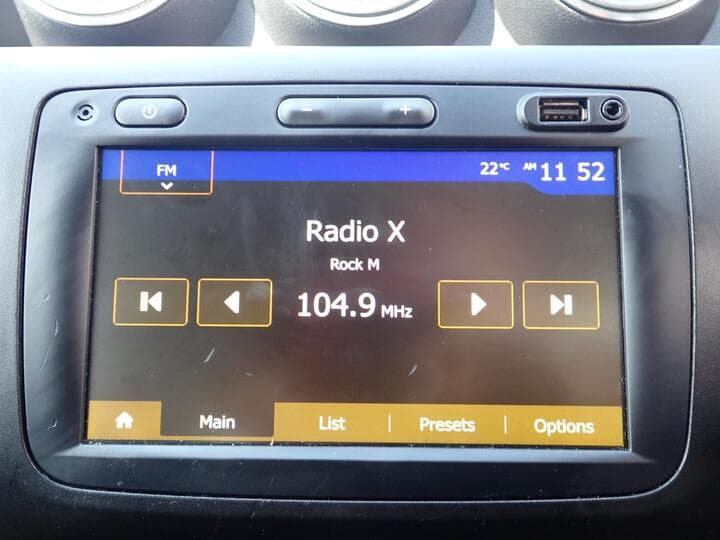 FM
22°C AM 11 52
Radio X
Rock M
104.9 MHz
Main List Presets Options